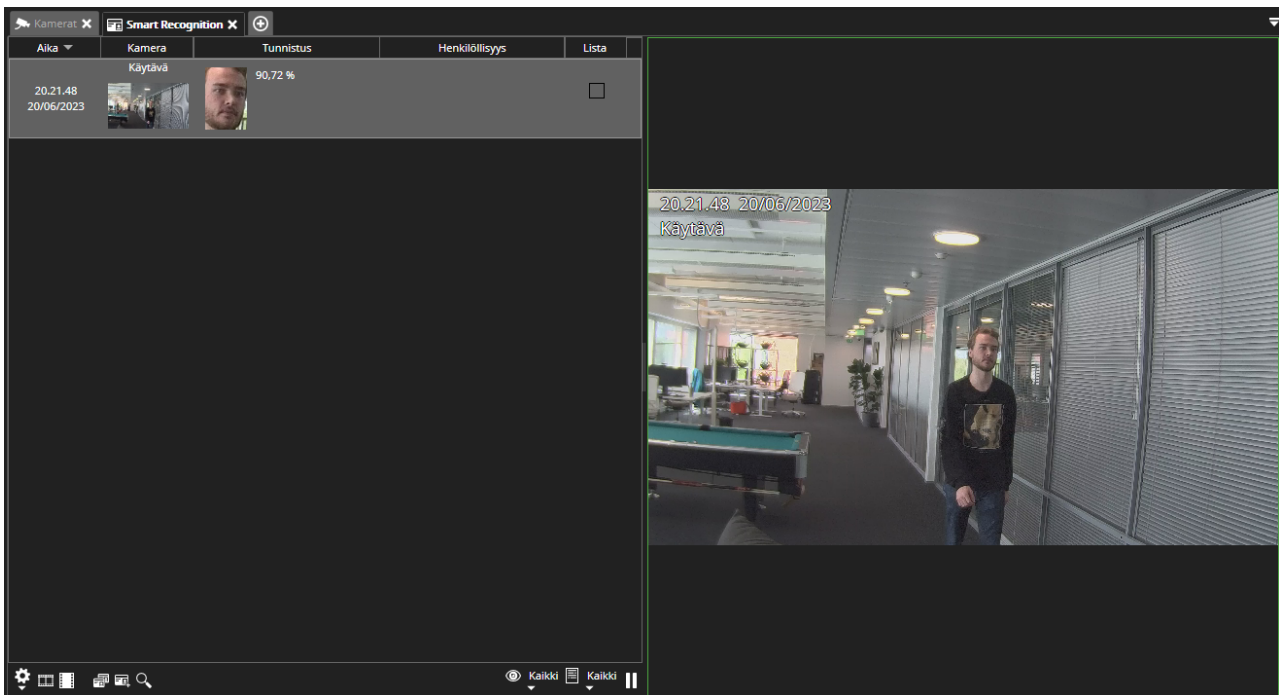 Kamerat
Smart Recognition
Aika Kamera Tunnistus Henkilöllisyys Lista
Käytävä
90,72 %
20.21.48
20/06/2023
20.21.48 20/06/2023
Käytävä
Kaikki Kaikki